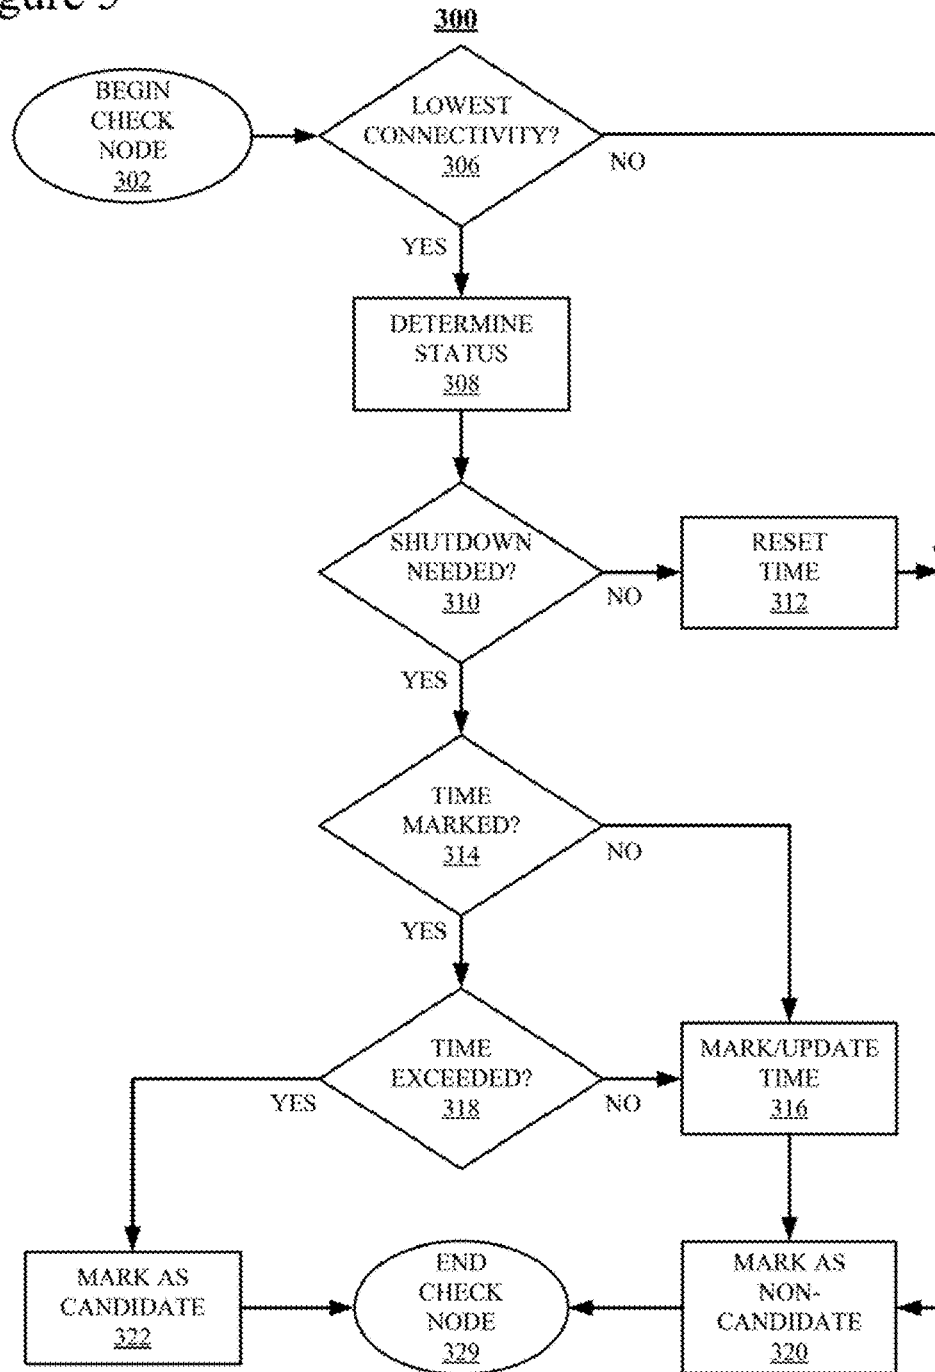 300
BEGIN
CHECK
NODE
302
LOWEST
CONNECTIVITY?
306
NO
YES
DETERMINE
STATUS
308
SHUTDOWN
NEEDED?
310
NO
RESET
TIME
312
YES
TIME
MARKED?
314
NO
YES
TIME
EXCEEDED?
318
YES
NO
MARK/UPDATE
TIME
316
MARK AS
CANDIDATE
322
END
CHECK
NODE
329
MARK AS
NON-
CANDIDATE
320